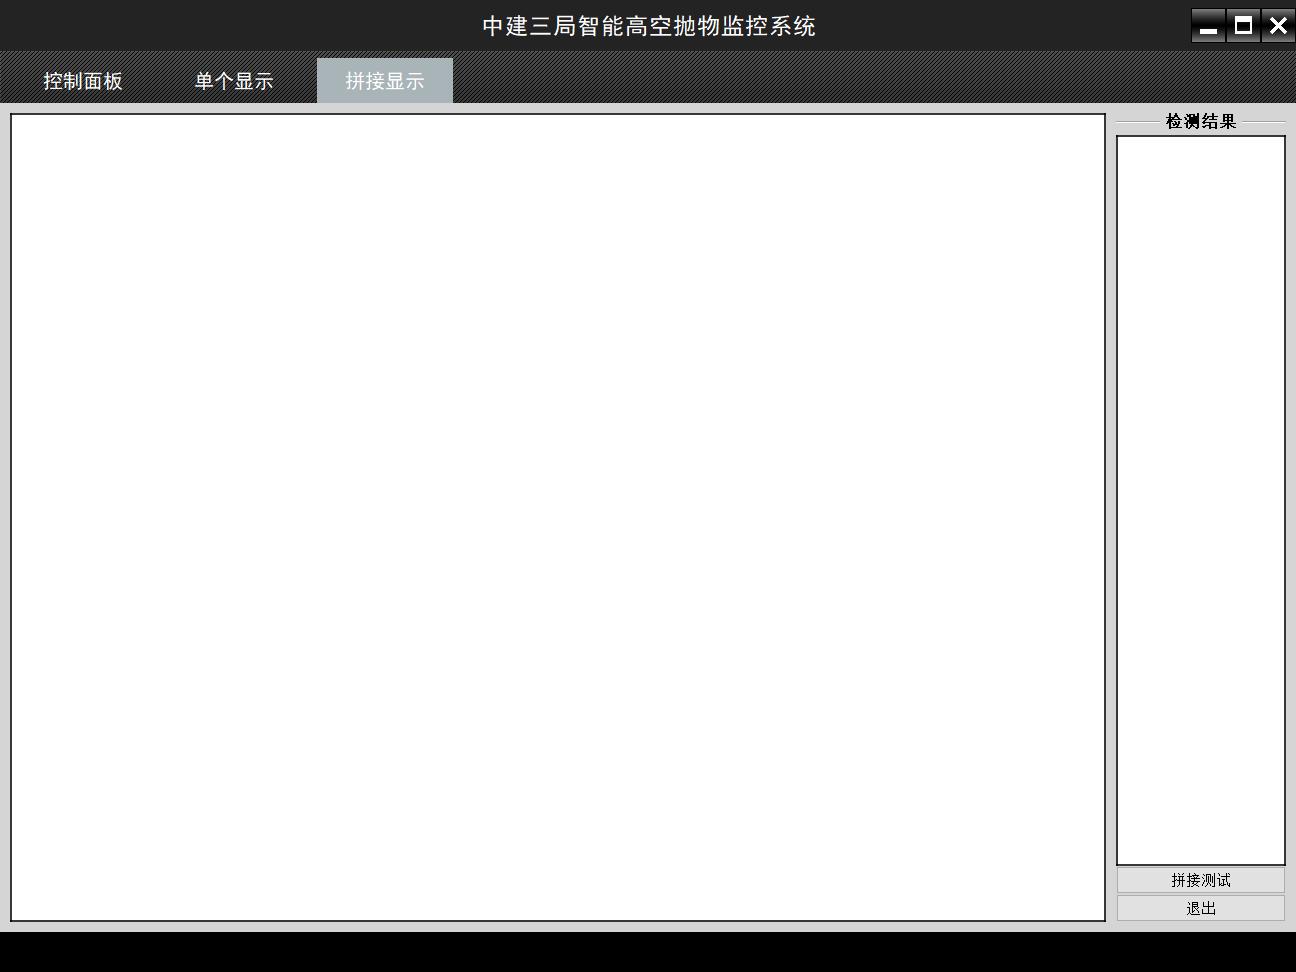 中建三局智能高空抛物监控系统
控制面板 单个显示 拼接显示
检测结果
拼接测试
退出